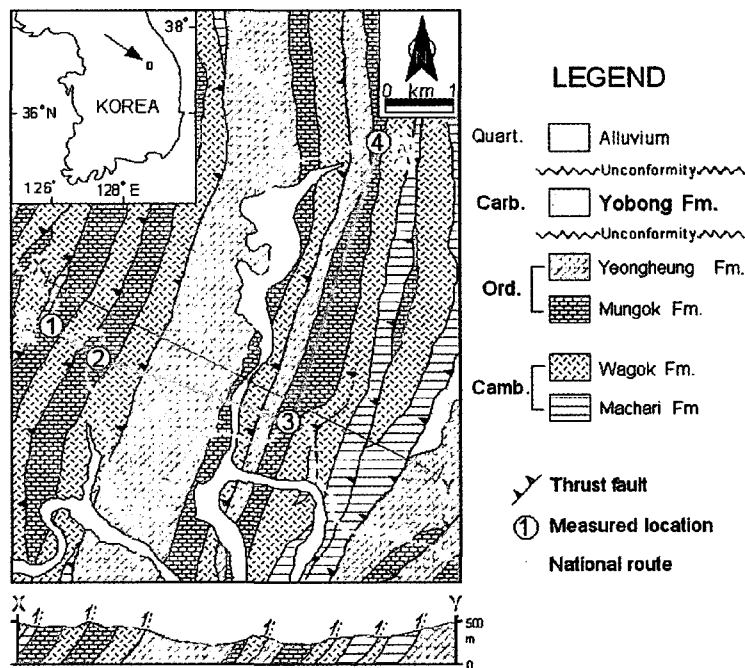 38°
36°N
KOREA
126°
128°E
0 km 1
1
2
3
4
Y
LEGEND
Quart. Alluvium
Unconformity
Carb. Yobong Fm.
Unconformity
Ord. Yeongheung Fm.
Mungok Fm.
Camb. Wagok Fm.
Machari Fm
Thrust fault
1 Measured location
National route
X Y
500
m
0